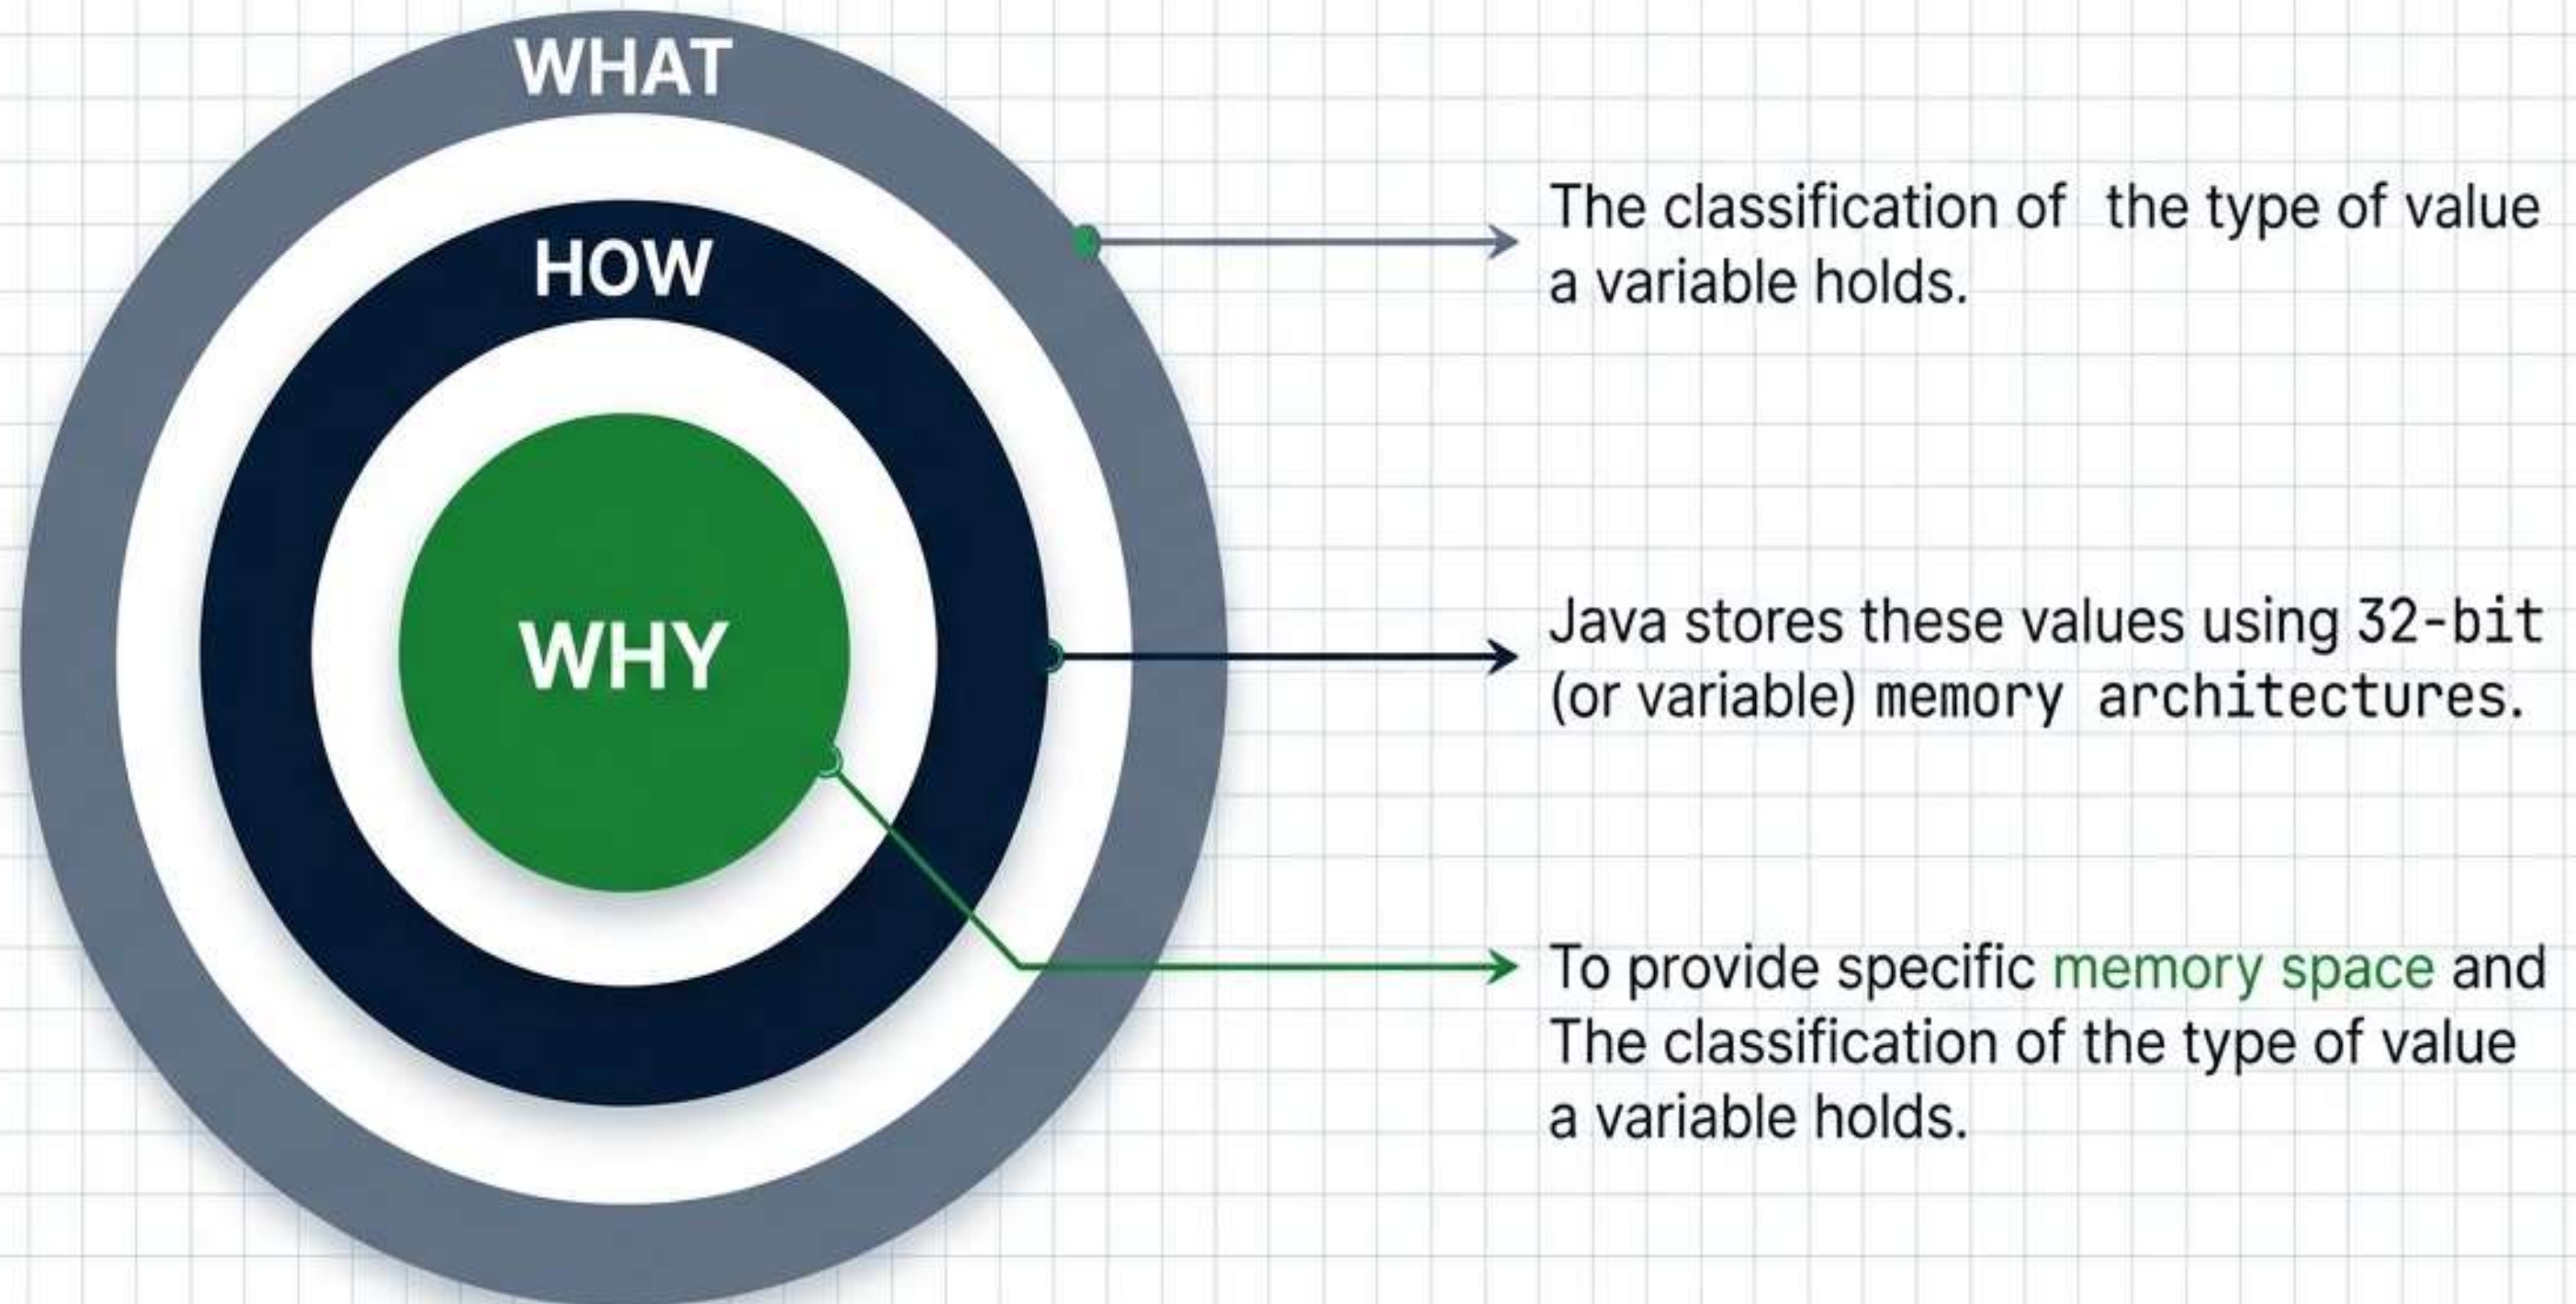 WHAT
HOW
WHY
The classification of the type of value
a variable holds.
Java stores these values using 32-bit
(or variable) memory architectures.
To provide specific memory space and
The classification of the type of value
a variable holds.